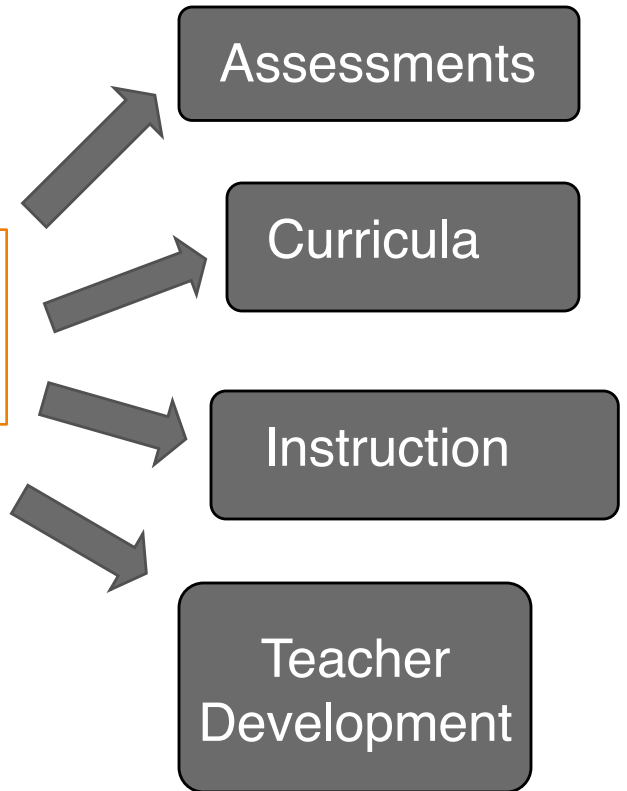 Assessments
Curricula
Instruction
Teacher
Development